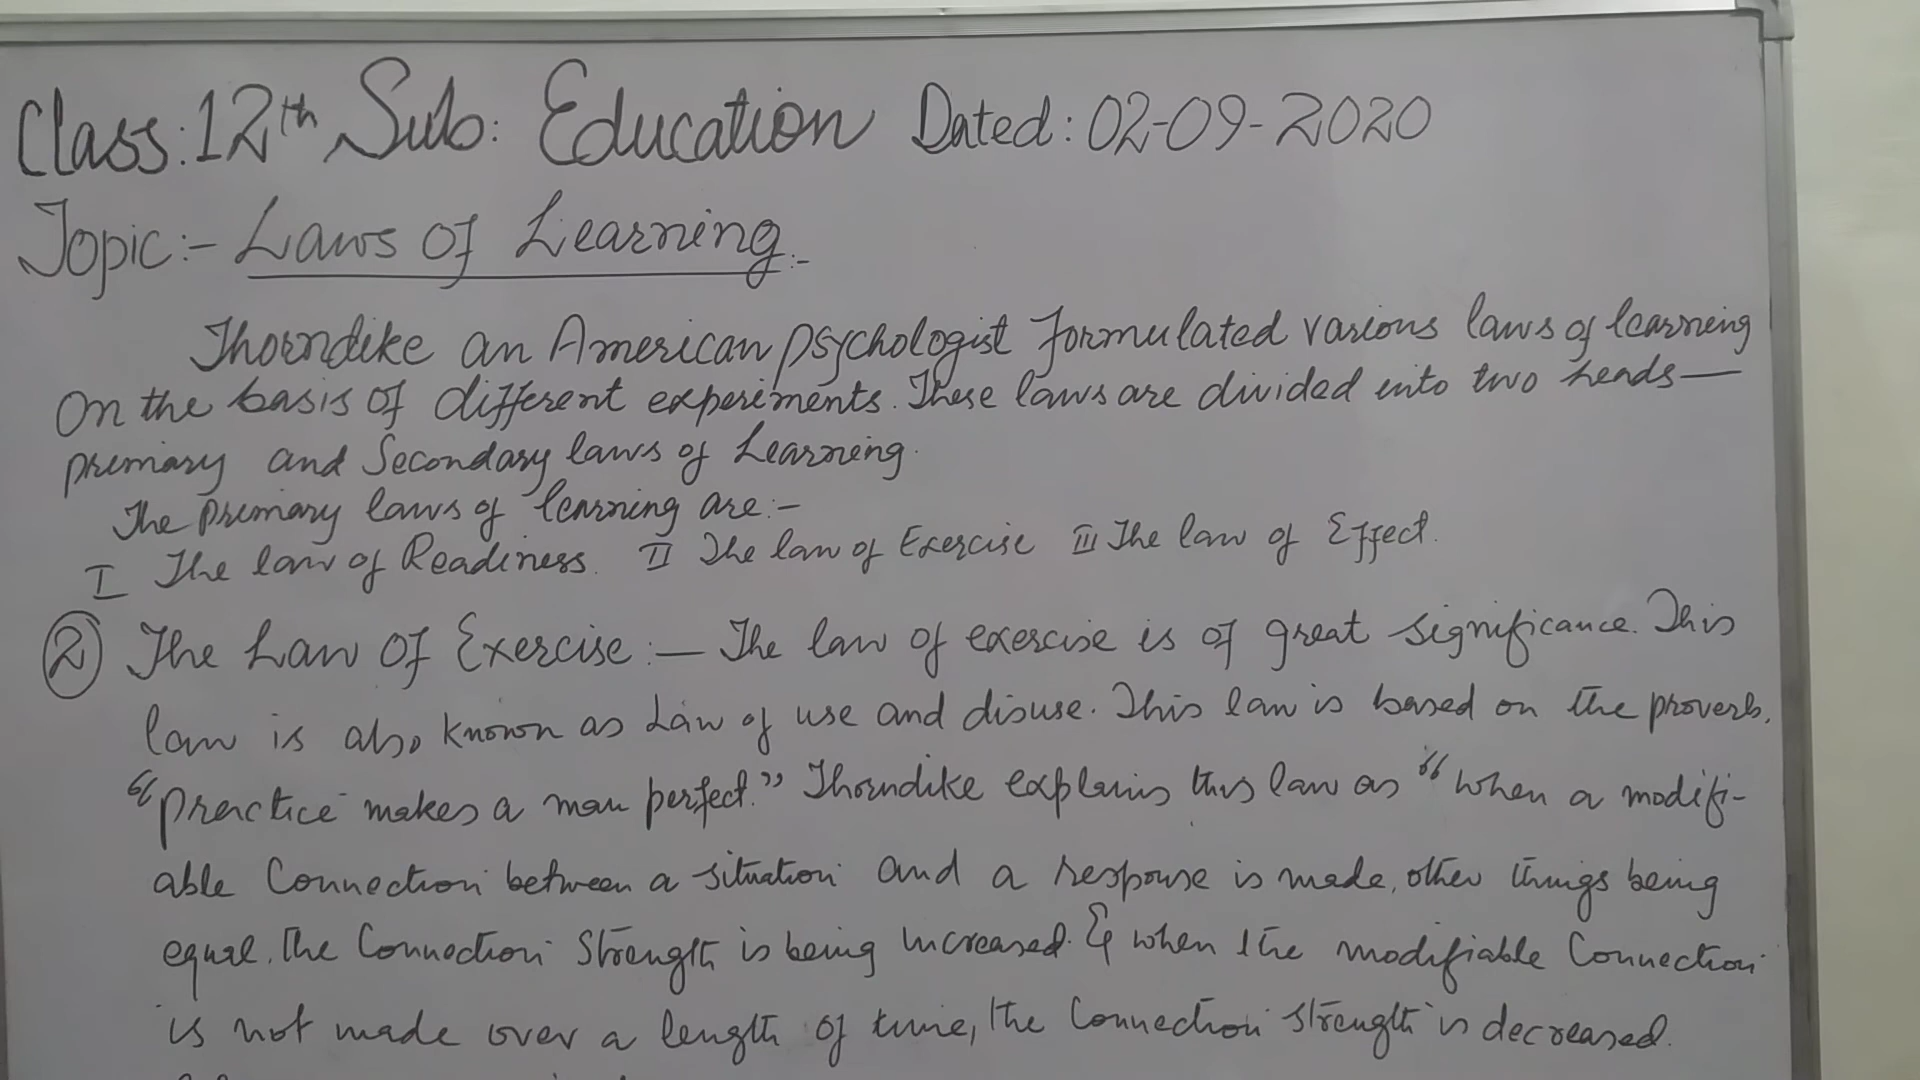 Class: 12th Sub: Education Dated: 02-09-2020
Topic:- Laws of Learning:-
Thorndike an American psychologist formulated various laws of learning
On the basis of different experiments. These laws are divided into two heads—
primary and Secondary laws of Learning.
The primary laws of learning are:-
I The law of Readiness. II The law of Exercise III The law of Effect.
② The Law Of Exercise:— The law of exercise is of great significance. This
law is also known as Law of use and disuse. This law is based on the proverb,
"practice makes a man perfect." Thorndike explains this law as "when a modifi-
able Connection between a situation and a response is made, other things being
equal, the Connection Strength is being increased. & when the modifiable Connection
is not made over a length of time, the Connection strength is decreased.